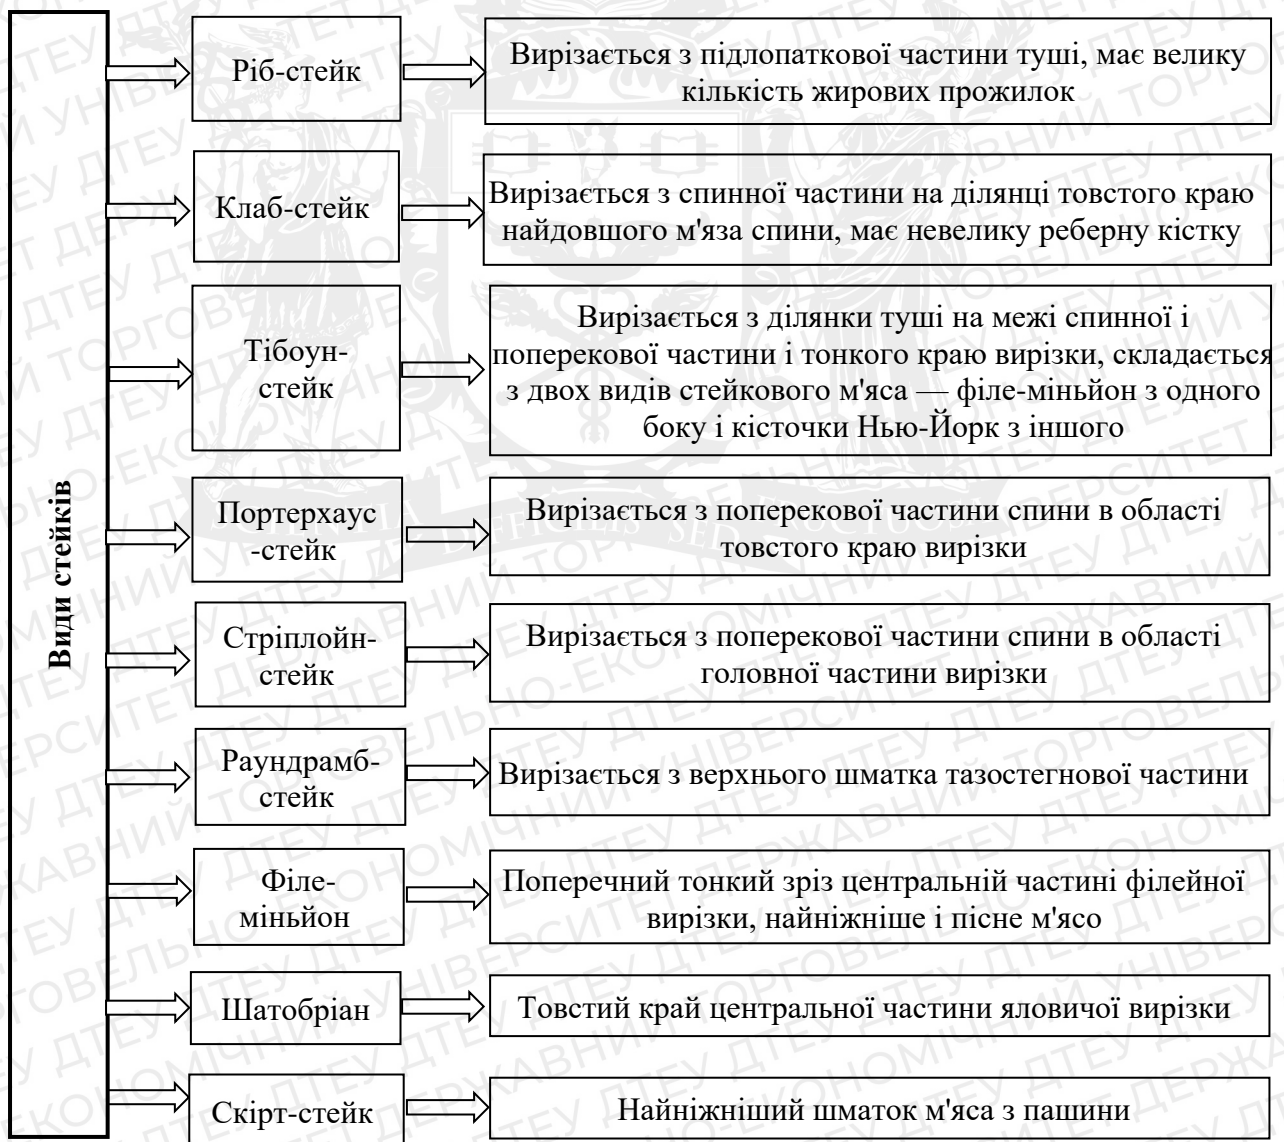 Види стейків
Ріб-стейк
Вирізається з підлопаткової частини туші, має велику
кількість жирових прожилок
Клаб-стейк
Вирізається з спинної частини на ділянці товстого краю
найдовшого м'яза спини, має невелику реберну кістку
Тібоун-
стейк
Вирізається з ділянки туші на межі спинної і
поперекової частини і тонкого краю вирізки, складається
з двох видів стейкового м'яса — філе-міньйон з одного
боку і кісточки Нью-Йорк з іншого
Портерхаус
-стейк
Вирізається з поперекової частини спини в області
товстого краю вирізки
Стріплойн-
стейк
Вирізається з поперекової частини спини в області
головної частини вирізки
Раундрамб-
стейк
Вирізається з верхнього шматка тазостегнової частини
Філе-
міньйон
Поперечний тонкий зріз центральній частині філейної
вирізки, найніжніше і пісне м'ясо
Шатобріан
Товстий край центральної частини яловичої вирізки
Скірт-стейк
Найніжніший шматок м'яса з пашини